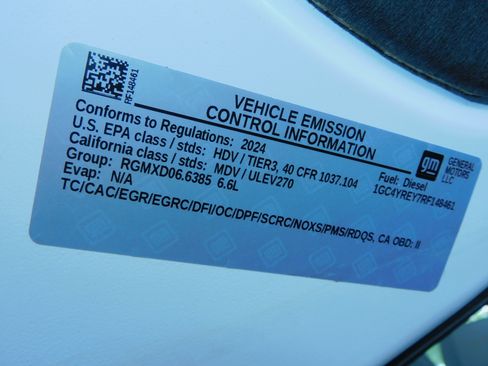 RF148461
VEHICLE EMISSION
CONTROL INFORMATION
Conforms to Regulations: 2024
U.S. EPA class / stds: HDV / TIER3, 40 CFR 1037.104
California class / stds: MDV / ULEV270
Group: RGMXD06.6385 6.6L
Evap: N/A
TC/CAC/EGR/EGRC/DFI/OC/DPF/SCRC/NOXS/PMS/RDQS, CA OBD: II
Fuel: Diesel
1GC4YREY7RF148461
gm
GENERAL
MOTORS
LLC